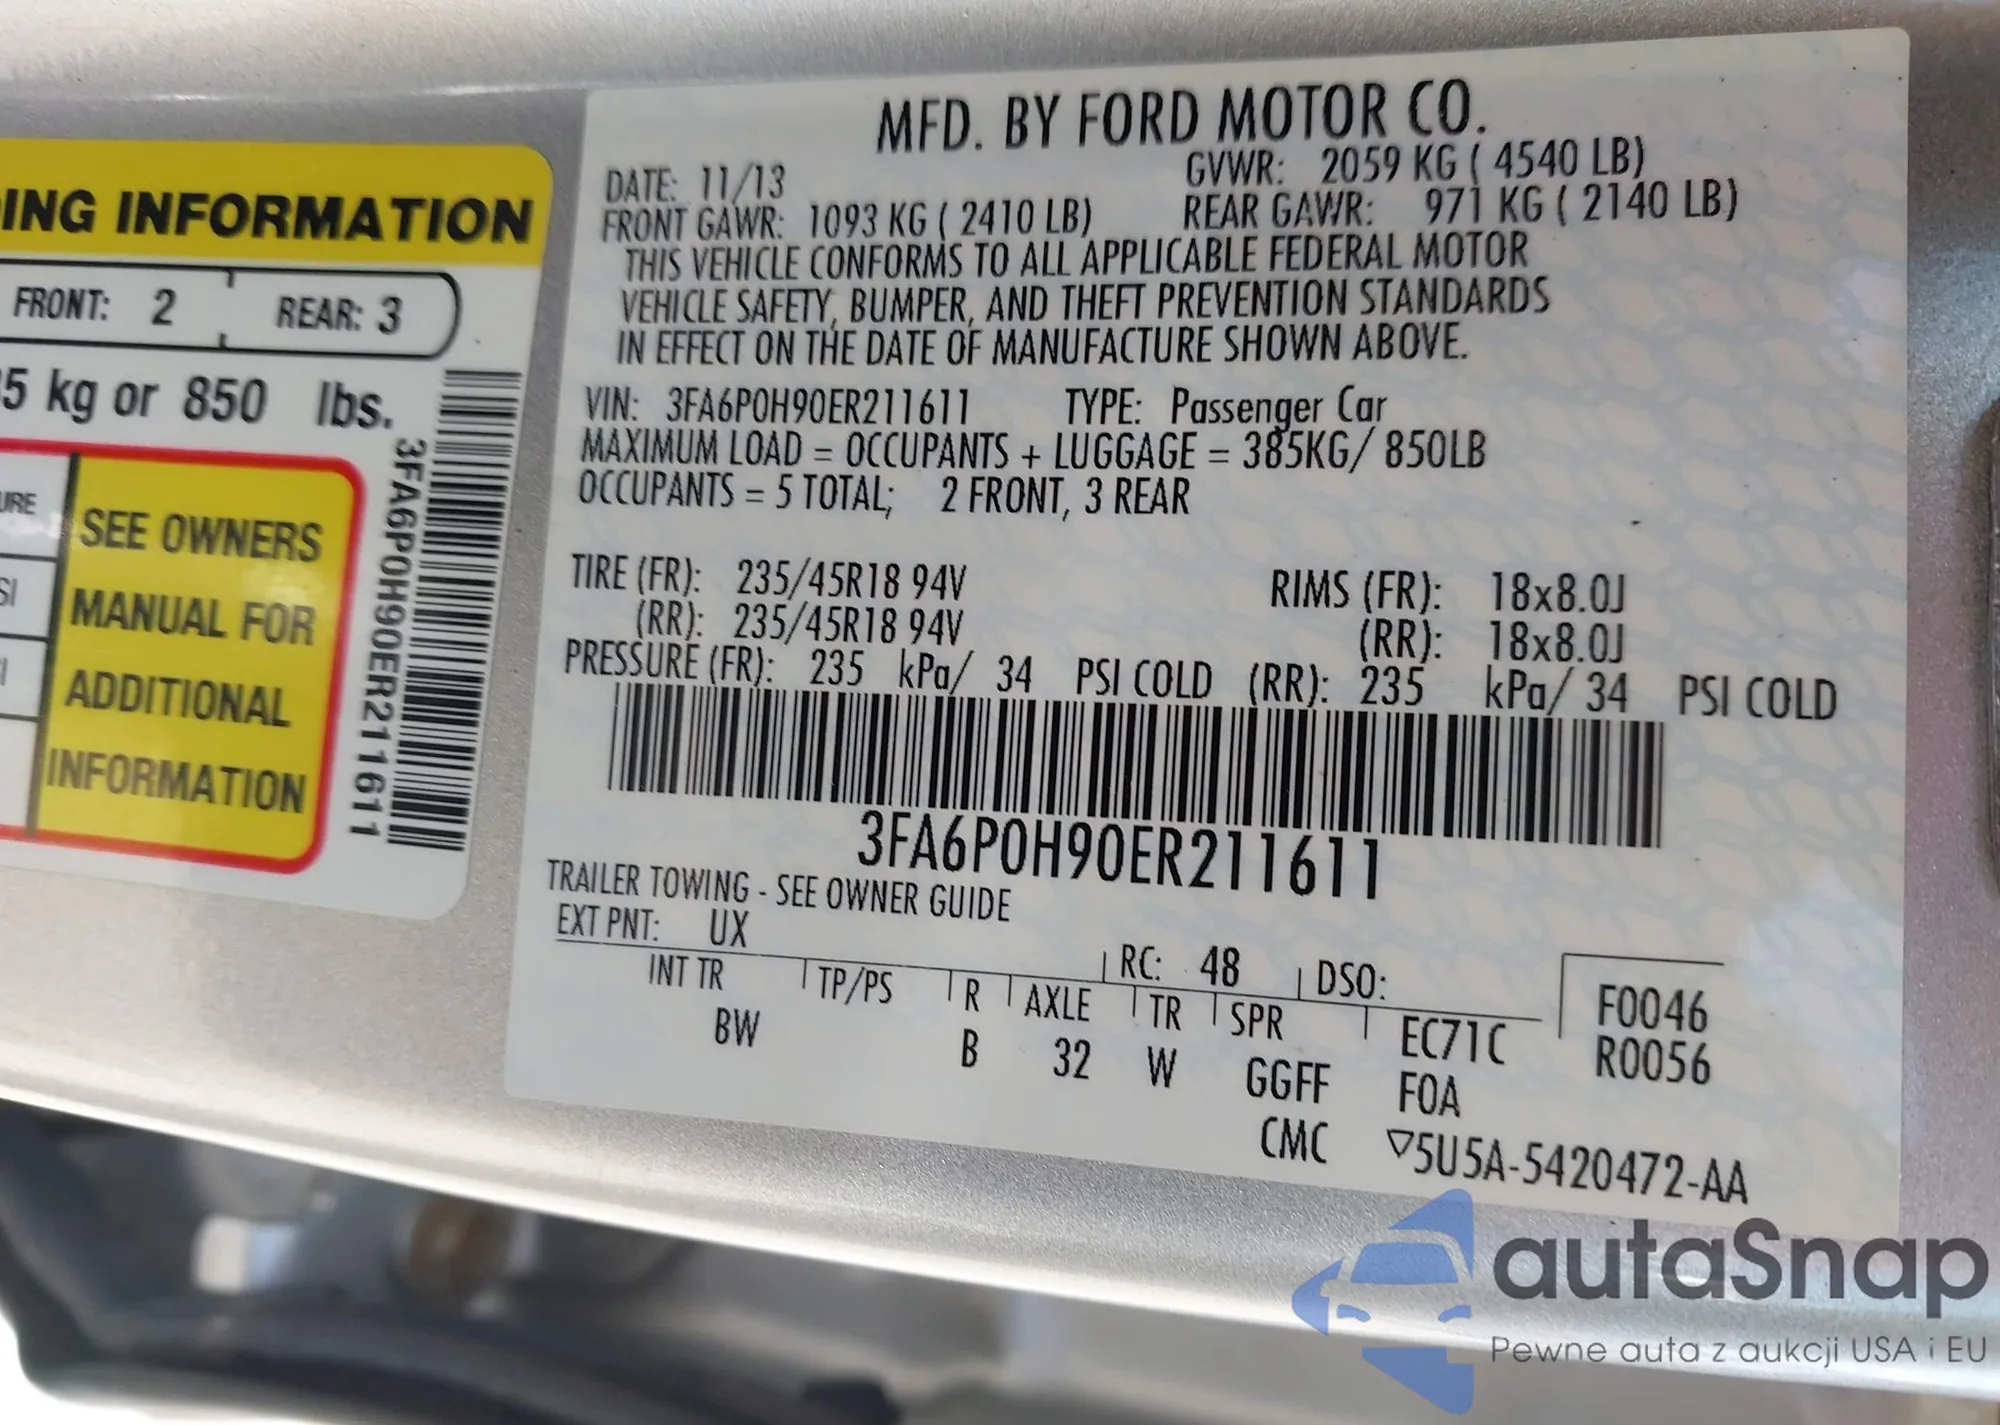 ING INFORMATION
FRONT: 2 REAR: 3
5 kg or 850 lbs.
URE
SI
SEE OWNERS
MANUAL FOR
ADDITIONAL
INFORMATION
3FA6P0H90ER211611
MFD. BY FORD MOTOR CO.
DATE: 11/13 GVWR: 2059 KG ( 4540 LB)
FRONT GAWR: 1093 KG ( 2410 LB) REAR GAWR: 971 KG ( 2140 LB)
THIS VEHICLE CONFORMS TO ALL APPLICABLE FEDERAL MOTOR
VEHICLE SAFETY, BUMPER, AND THEFT PREVENTION STANDARDS
IN EFFECT ON THE DATE OF MANUFACTURE SHOWN ABOVE.
VIN: 3FA6P0H90ER211611 TYPE: Passenger Car
MAXIMUM LOAD = OCCUPANTS + LUGGAGE = 385KG/ 850LB
OCCUPANTS = 5 TOTAL; 2 FRONT, 3 REAR
TIRE (FR): 235/45R18 94V RIMS (FR): 18x8.0J
(RR): 235/45R18 94V (RR): 18x8.0J
PRESSURE (FR): 235 kPa/ 34 PSI COLD (RR): 235 kPa/ 34 PSI COLD
3FA6P0H90ER211611
TRAILER TOWING - SEE OWNER GUIDE
EXT PNT: UX RC: 48 DSO:
INT TR TP/PS R AXLE TR SPR EC71C F0046
BW B 32 W GGFF F0A R0056
CMC ▽5U5A-5420472-AA
autaSnap
Pewne auta z aukcji USA i EU